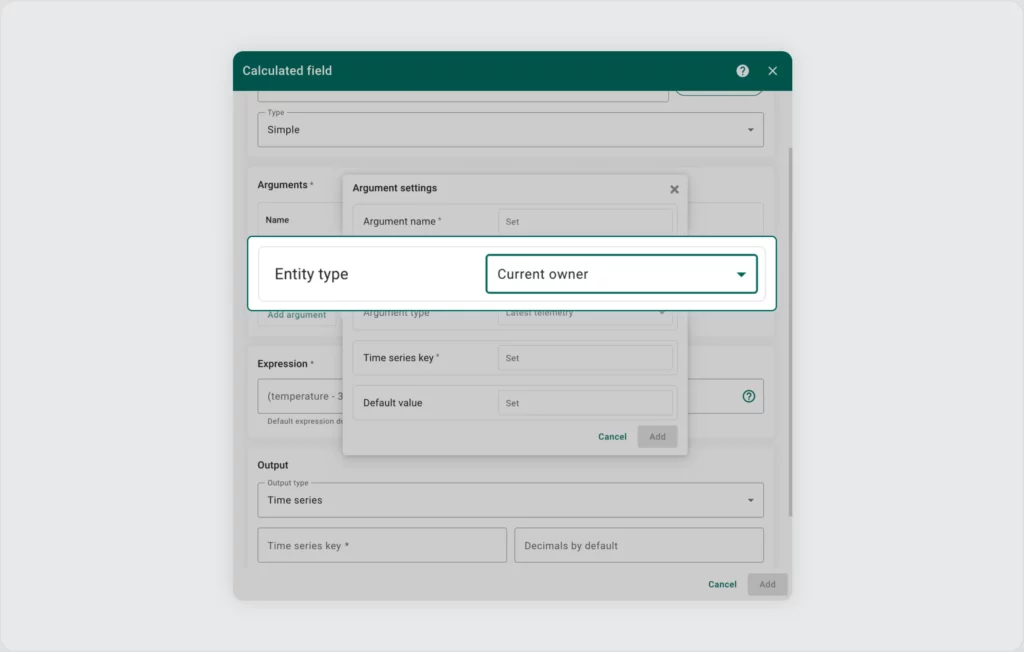 Calculated field
Type
Simple
Arguments *
Argument settings
Name
Argument name *
Set
Entity type
Current owner
Add argument
Argument type
Latest telemetry
Time series key *
Set
Expression *
(temperature - 3
Default value
Set
Default expression de
Cancel
Add
Output
Output type
Time series
Time series key *
Decimals by default
Cancel
Add